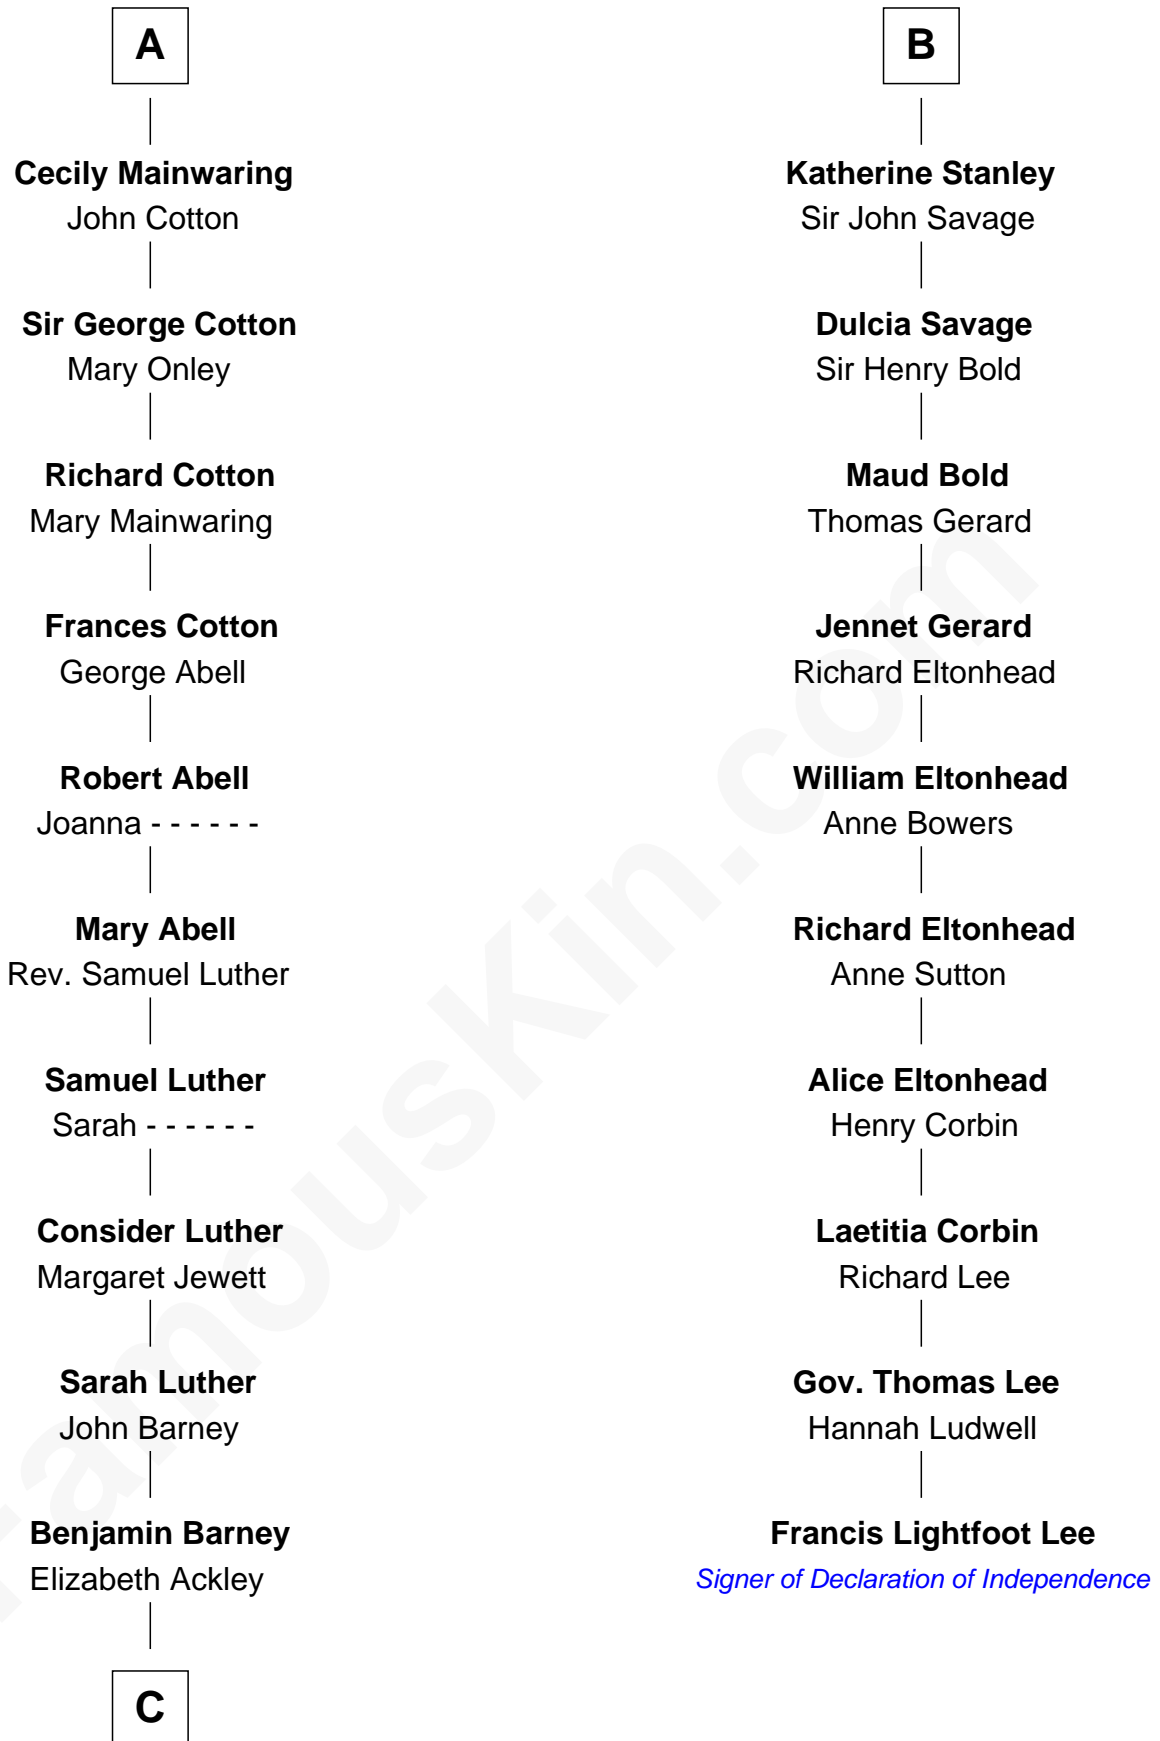 A
Cecily Mainwaring
John Cotton
Sir George Cotton
Mary Onley
Richard Cotton
Mary Mainwaring
Frances Cotton
George Abell
Robert Abell
Joanna - - - - - -
Mary Abell
Rev. Samuel Luther
Samuel Luther
Sarah - - - - - -
Consider Luther
Margaret Jewett
Sarah Luther
John Barney
Benjamin Barney
Elizabeth Ackley
C
B
Katherine Stanley
Sir John Savage
Dulcia Savage
Sir Henry Bold
Maud Bold
Thomas Gerard
Jennet Gerard
Richard Eltonhead
William Eltonhead
Anne Bowers
Richard Eltonhead
Anne Sutton
Alice Eltonhead
Henry Corbin
Laetitia Corbin
Richard Lee
Gov. Thomas Lee
Hannah Ludwell
Francis Lightfoot Lee
Signer of Declaration of Independence
FamousKin.com